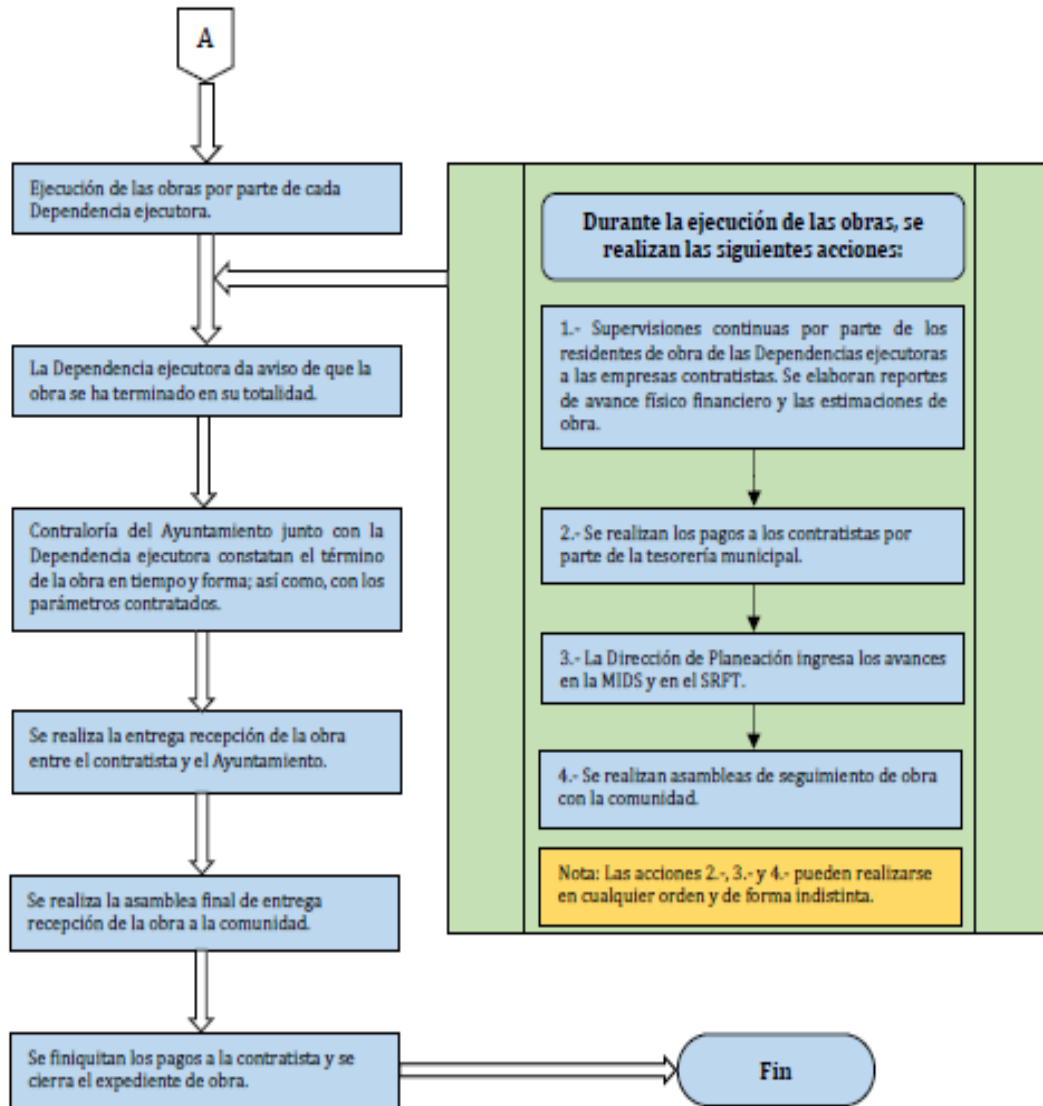 A
Ejecución de las obras por parte de cada
Dependencia ejecutora.
La Dependencia ejecutora da aviso de que la
obra se ha terminado en su totalidad.
Contraloría del Ayuntamiento junto con la
Dependencia ejecutora constatan el término
de la obra en tiempo y forma; así como, con los
parámetros contratados.
Se realiza la entrega recepción de la obra
entre el contratista y el Ayuntamiento.
Se realiza la asamblea final de entrega
recepción de la obra a la comunidad.
Se finiquitan los pagos a la contratista y se
cierra el expediente de obra.
Durante la ejecución de las obras, se
realizan las siguientes acciones:
1.- Supervisiones continuas por parte de los
residentes de obra de las Dependencias ejecutoras
a las empresas contratistas. Se elaboran reportes
de avance físico financiero y las estimaciones de
obra.
2.- Se realizan los pagos a los contratistas por
parte de la tesorería municipal.
3.- La Dirección de Planeación ingresa los avances
en la MIDS y en el SRFT.
4.- Se realizan asambleas de seguimiento de obra
con la comunidad.
Nota: Las acciones 2.-, 3.- y 4.- pueden realizarse
en cualquier orden y de forma indistinta.
Fin